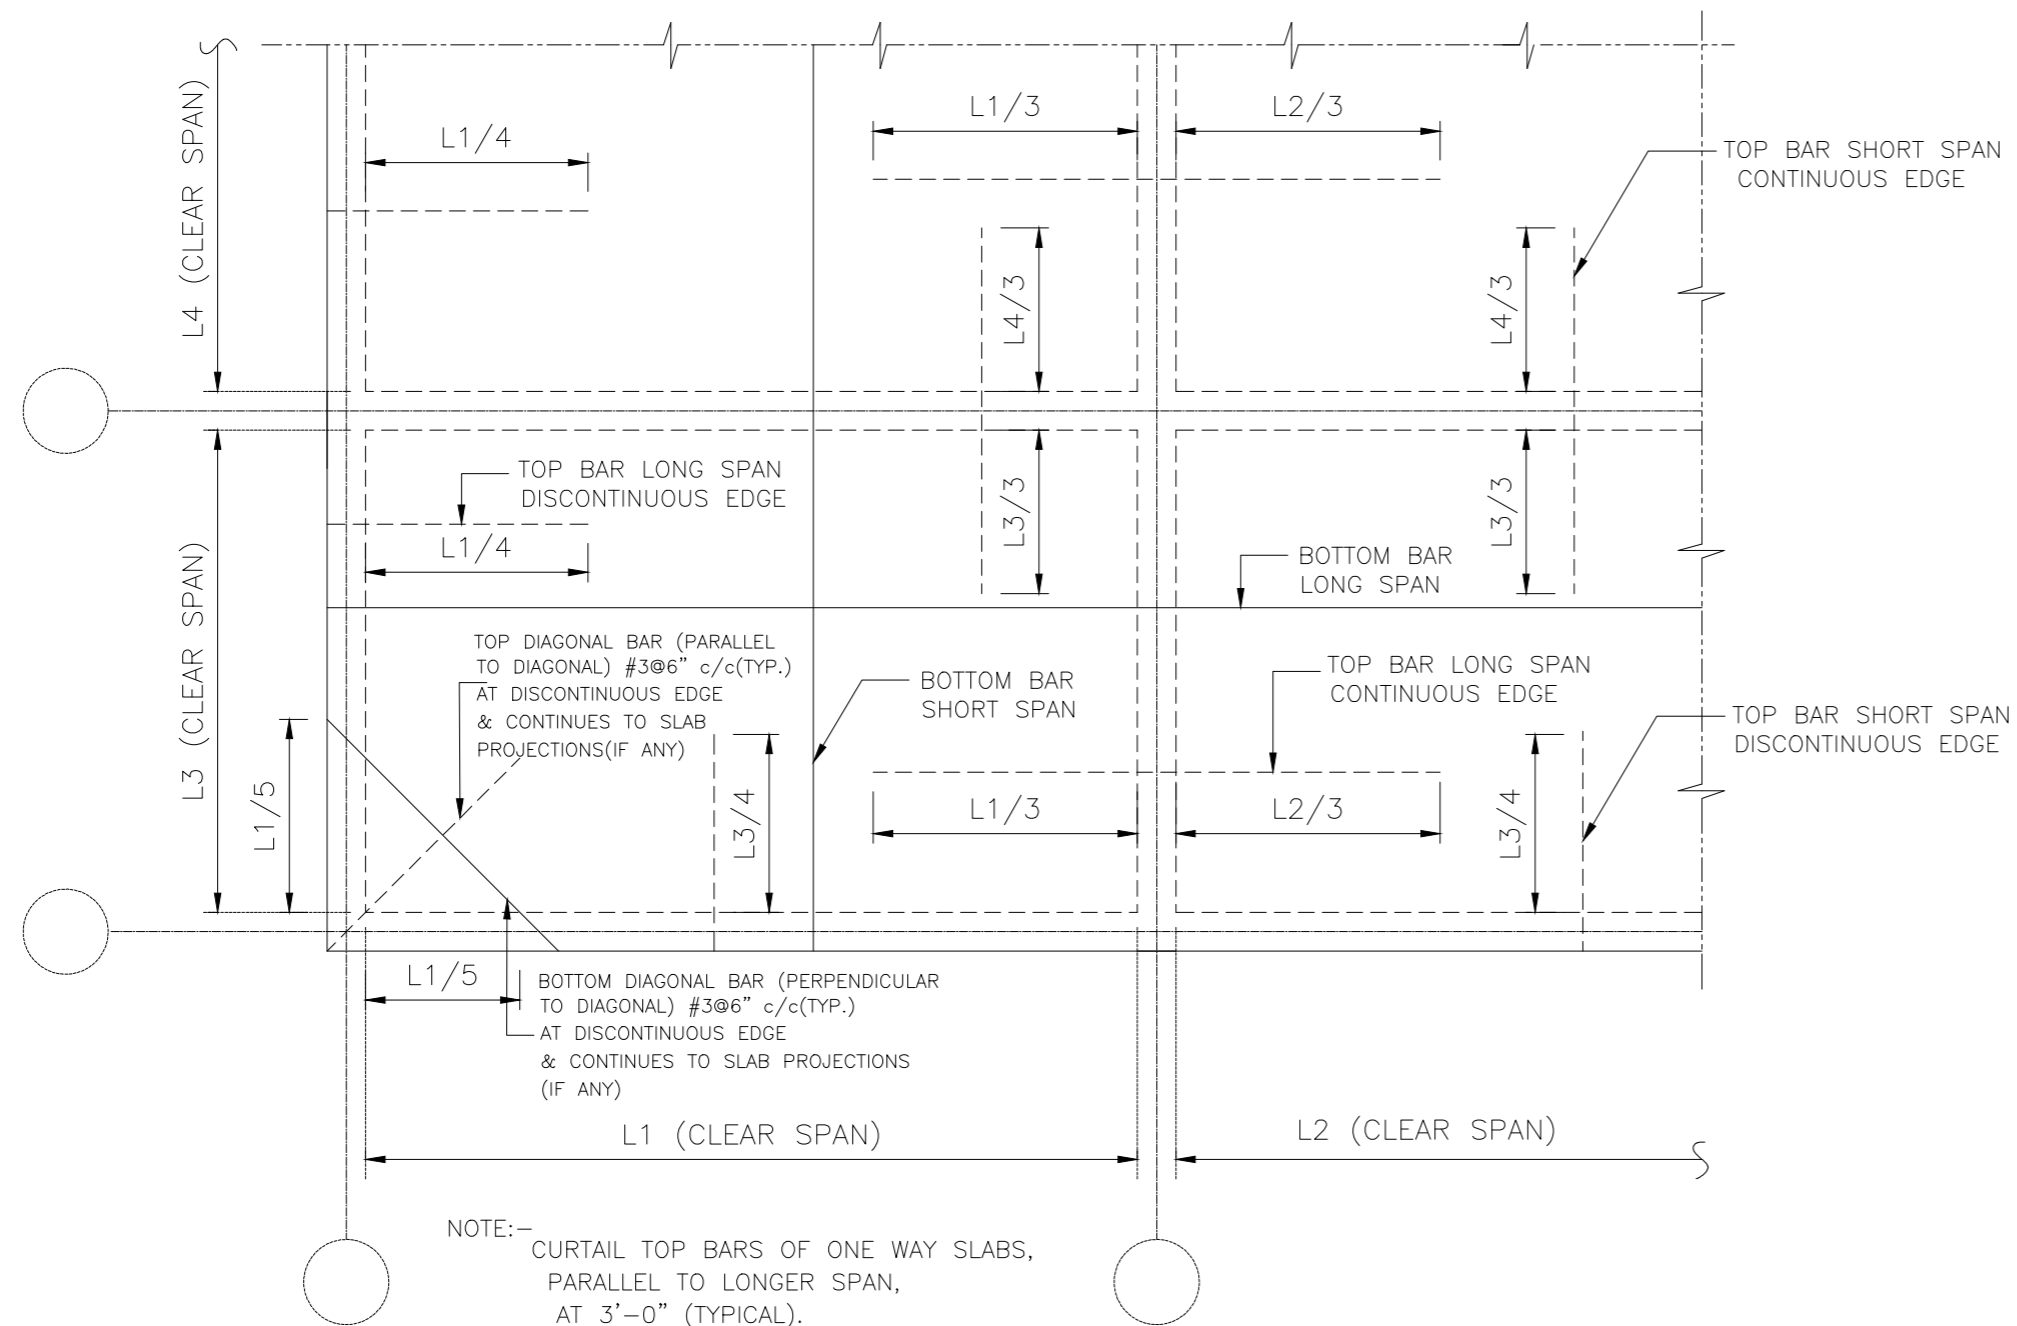 L4 (CLEAR SPAN)
L1/4
L1/3
L2/3
TOP BAR SHORT SPAN
CONTINUOUS EDGE
L4/3
L4/3
TOP BAR LONG SPAN
DISCONTINUOUS EDGE
L1/4
L3/3
L3/3
L3 (CLEAR SPAN)
BOTTOM BAR
LONG SPAN
TOP DIAGONAL BAR (PARALLEL
TO DIAGONAL) #3@6” c/c(TYP.)
AT DISCONTINUOUS EDGE
& CONTINUES TO SLAB
PROJECTIONS(IF ANY)
BOTTOM BAR
SHORT SPAN
TOP BAR LONG SPAN
CONTINUOUS EDGE
TOP BAR SHORT SPAN
DISCONTINUOUS EDGE
L1/5
L3/4
L1/3
L2/3
L3/4
L1/5
BOTTOM DIAGONAL BAR (PERPENDICULAR
TO DIAGONAL) #3@6” c/c(TYP.)
AT DISCONTINUOUS EDGE
& CONTINUES TO SLAB PROJECTIONS
(IF ANY)
L1 (CLEAR SPAN)
L2 (CLEAR SPAN)
NOTE:–
CURTAIL TOP BARS OF ONE WAY SLABS,
PARALLEL TO LONGER SPAN,
AT 3’–0” (TYPICAL).